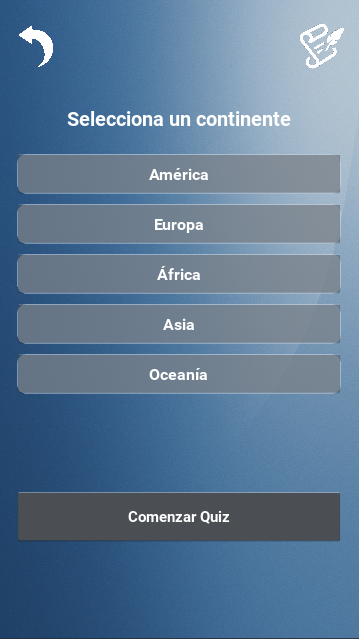 Selecciona un continente
América
Europa
África
Asia
Oceanía
Comenzar Quiz